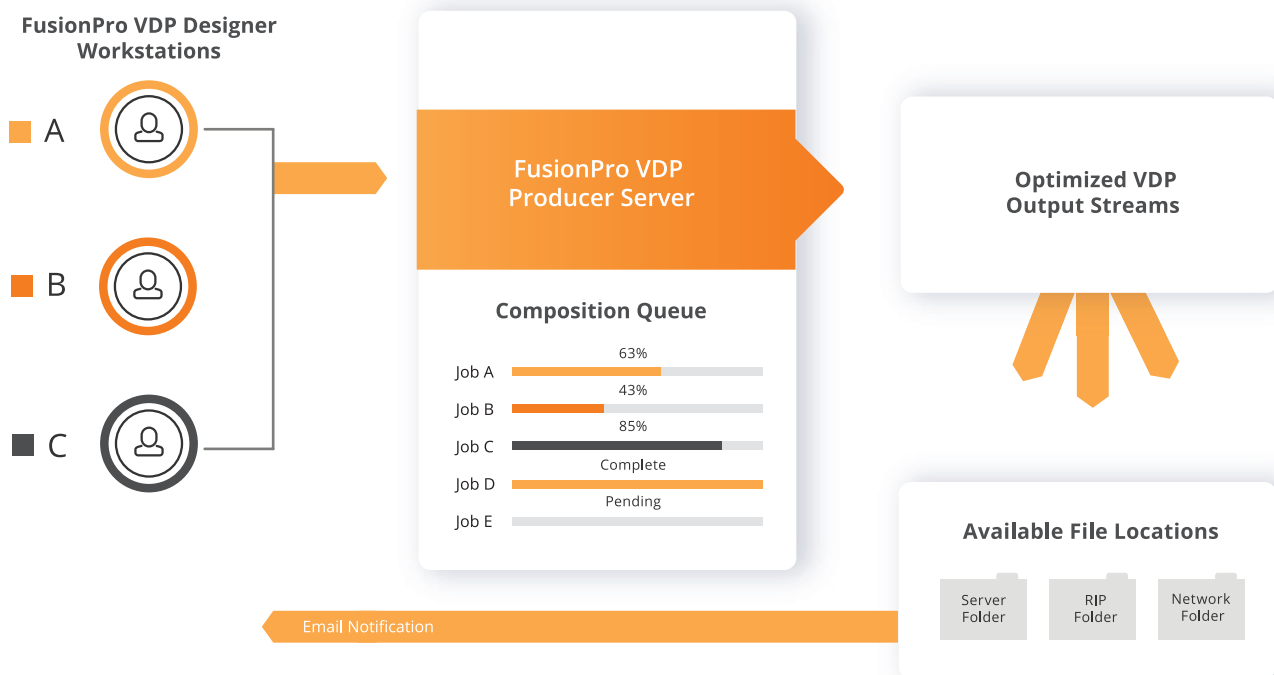 FusionPro VDP Designer
Workstations
A
B
C
FusionPro VDP
Producer Server
Composition Queue
63%
Job A
43%
Job B
85%
Job C
Complete
Job D
Pending
Job E
Optimized VDP
Output Streams
Available File Locations
Server
Folder
RIP
Folder
Network
Folder
Email Notification